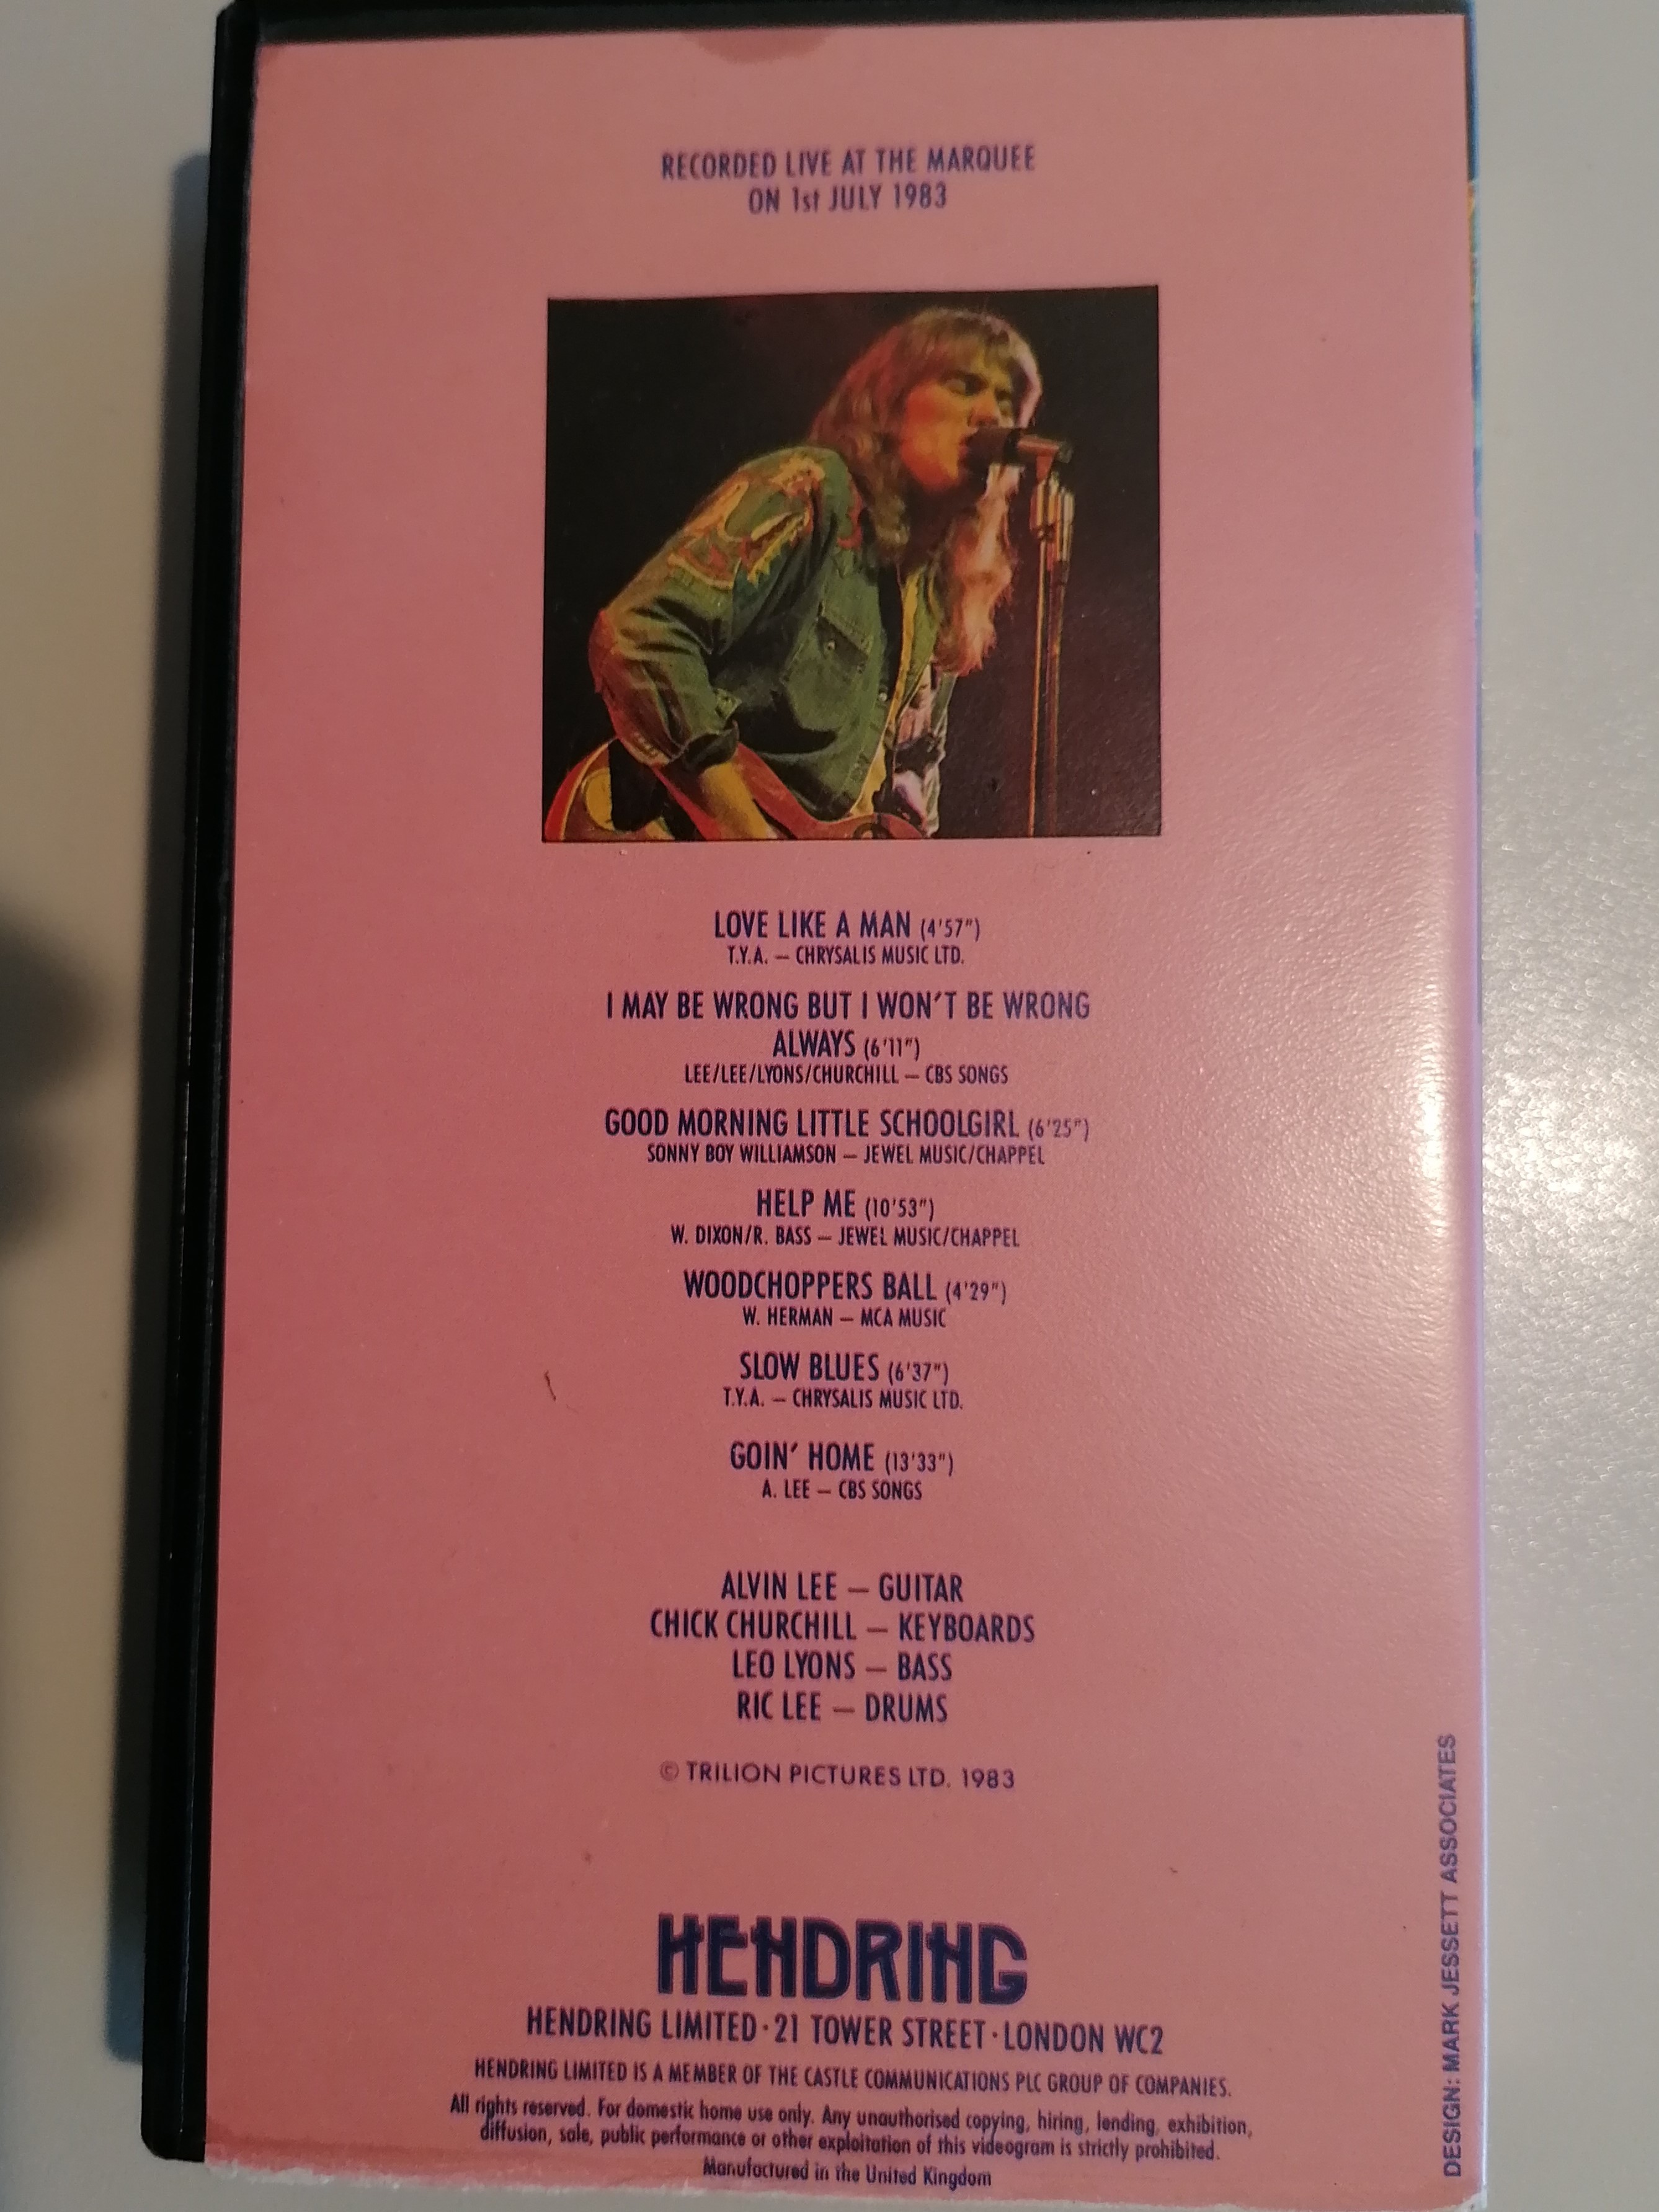 RECORDED LIVE AT THE MARQUEE
ON 1st JULY 1983
LOVE LIKE A MAN (4'57")
T.Y.A. – CHRYSALIS MUSIC LTD.
I MAY BE WRONG BUT I WON'T BE WRONG
ALWAYS (6'11")
LEE/LEE/LYONS/CHURCHILL – CBS SONGS
GOOD MORNING LITTLE SCHOOLGIRL (6'25")
SONNY BOY WILLIAMSON – JEWEL MUSIC/CHAPPEL
HELP ME (10'53")
W. DIXON/R. BASS – JEWEL MUSIC/CHAPPEL
WOODCHOPPERS BALL (4'29")
W. HERMAN – MCA MUSIC
SLOW BLUES (6'37")
T.Y.A. – CHRYSALIS MUSIC LTD.
GOIN' HOME (13'33")
A. LEE – CBS SONGS
ALVIN LEE – GUITAR
CHICK CHURCHILL – KEYBOARDS
LEO LYONS – BASS
RIC LEE – DRUMS
© TRILION PICTURES LTD. 1983
HENDRING
HENDRING LIMITED · 21 TOWER STREET · LONDON WC2
HENDRING LIMITED IS A MEMBER OF THE CASTLE COMMUNICATIONS PLC GROUP OF COMPANIES.
All rights reserved. For domestic home use only. Any unauthorised copying, hiring, lending, exhibition,
diffusion, sale, public performance or other exploitation of this videogram is strictly prohibited.
Manufactured in the United Kingdom
DESIGN: MARK JESSETT ASSOCIATES